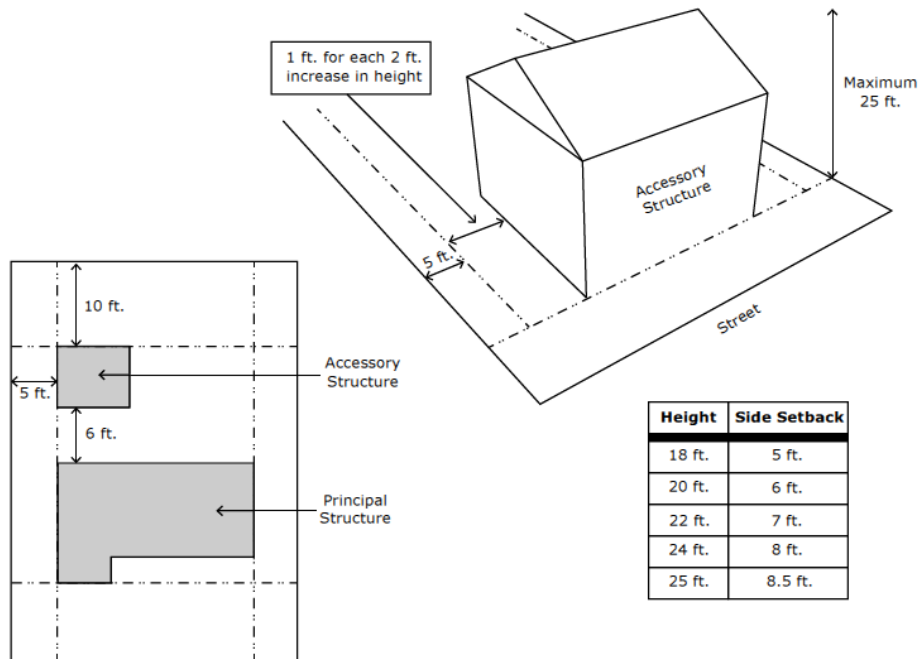 1 ft. for each 2 ft.
increase in height
Maximum
25 ft.
Accessory
Structure
5 ft.
Street
10 ft.
5 ft.
Accessory
Structure
6 ft.
Principal
Structure
Height Side Setback
18 ft. 5 ft.
20 ft. 6 ft.
22 ft. 7 ft.
24 ft. 8 ft.
25 ft. 8.5 ft.